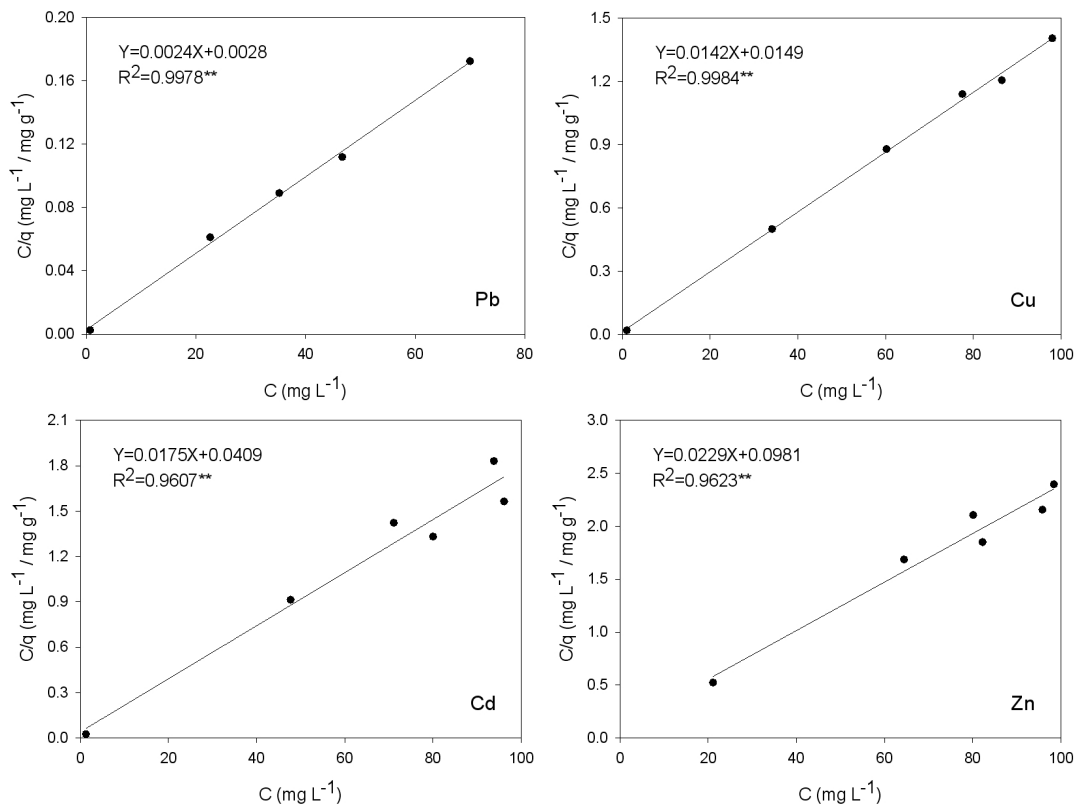 0.20
0.16
0.12
0.08
0.04
0.00
C/q (mg L⁻¹ / mg g⁻¹)
Y=0.0024X+0.0028
R²=0.9978**
Pb
0 20 40 60 80
C (mg L⁻¹)
1.5
1.2
0.9
0.6
0.3
0.0
C/q (mg L⁻¹ / mg g⁻¹)
Y=0.0142X+0.0149
R²=0.9984**
Cu
0 20 40 60 80 100
C (mg L⁻¹)
2.1
1.8
1.5
1.2
0.9
0.6
0.3
0.0
C/q (mg L⁻¹ / mg g⁻¹)
Y=0.0175X+0.0409
R²=0.9607**
Cd
0 20 40 60 80 100
C (mg L⁻¹)
3.0
2.5
2.0
1.5
1.0
0.5
0.0
C/q (mg L⁻¹ / mg g⁻¹)
Y=0.0229X+0.0981
R²=0.9623**
Zn
0 20 40 60 80 100
C (mg L⁻¹)